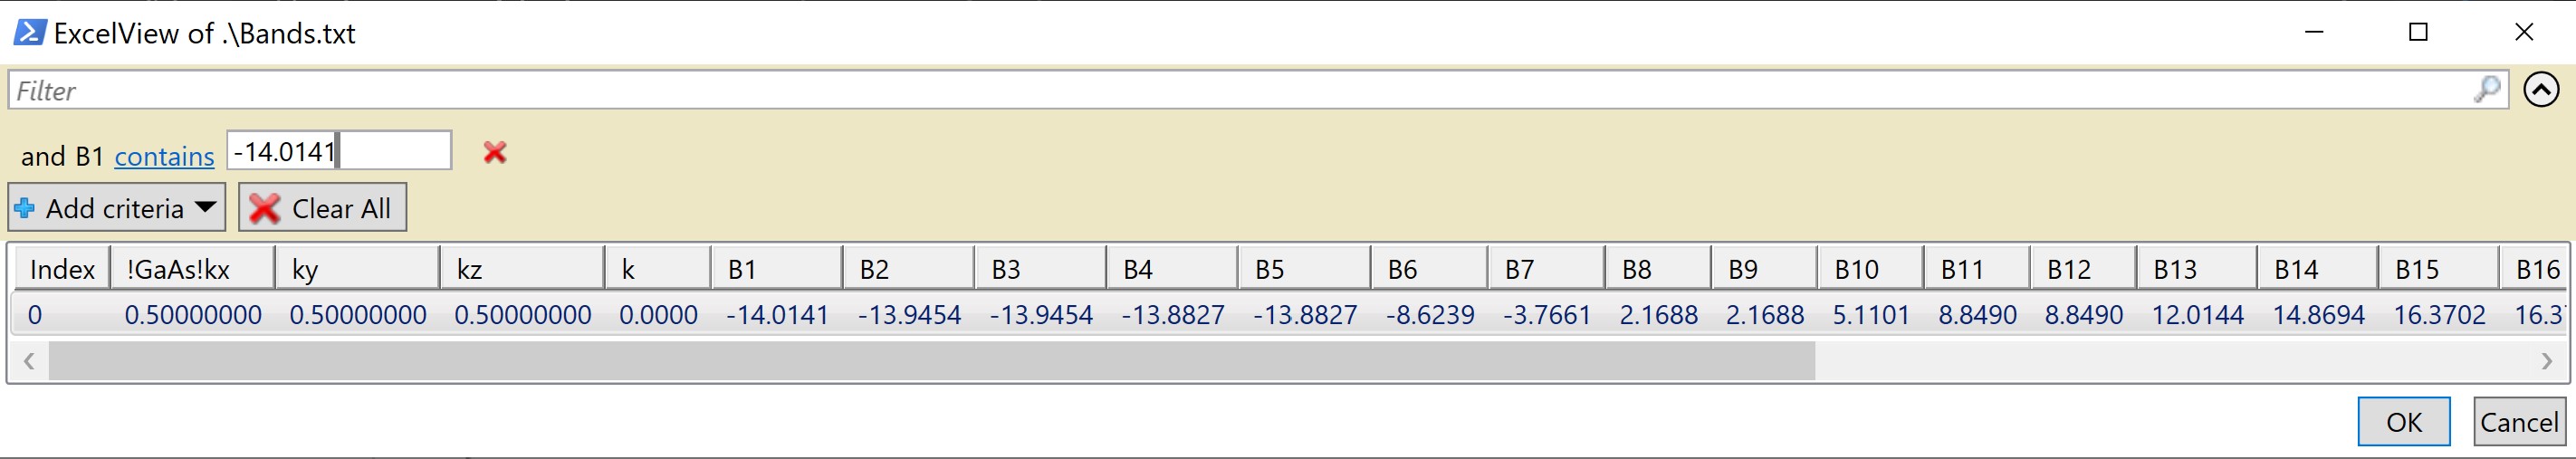 ExcelView of .\Bands.txt
Filter
and B1 contains -14.0141
Add criteria Clear All
Index !GaAs!kx ky kz k B1 B2 B3 B4 B5 B6 B7 B8 B9 B10 B11 B12 B13 B14 B15 B16
0 0.50000000 0.50000000 0.50000000 0.0000 -14.0141 -13.9454 -13.9454 -13.8827 -13.8827 -8.6239 -3.7661 2.1688 2.1688 5.1101 8.8490 8.8490 12.0144 14.8694 16.3702 16.3
OK Cancel